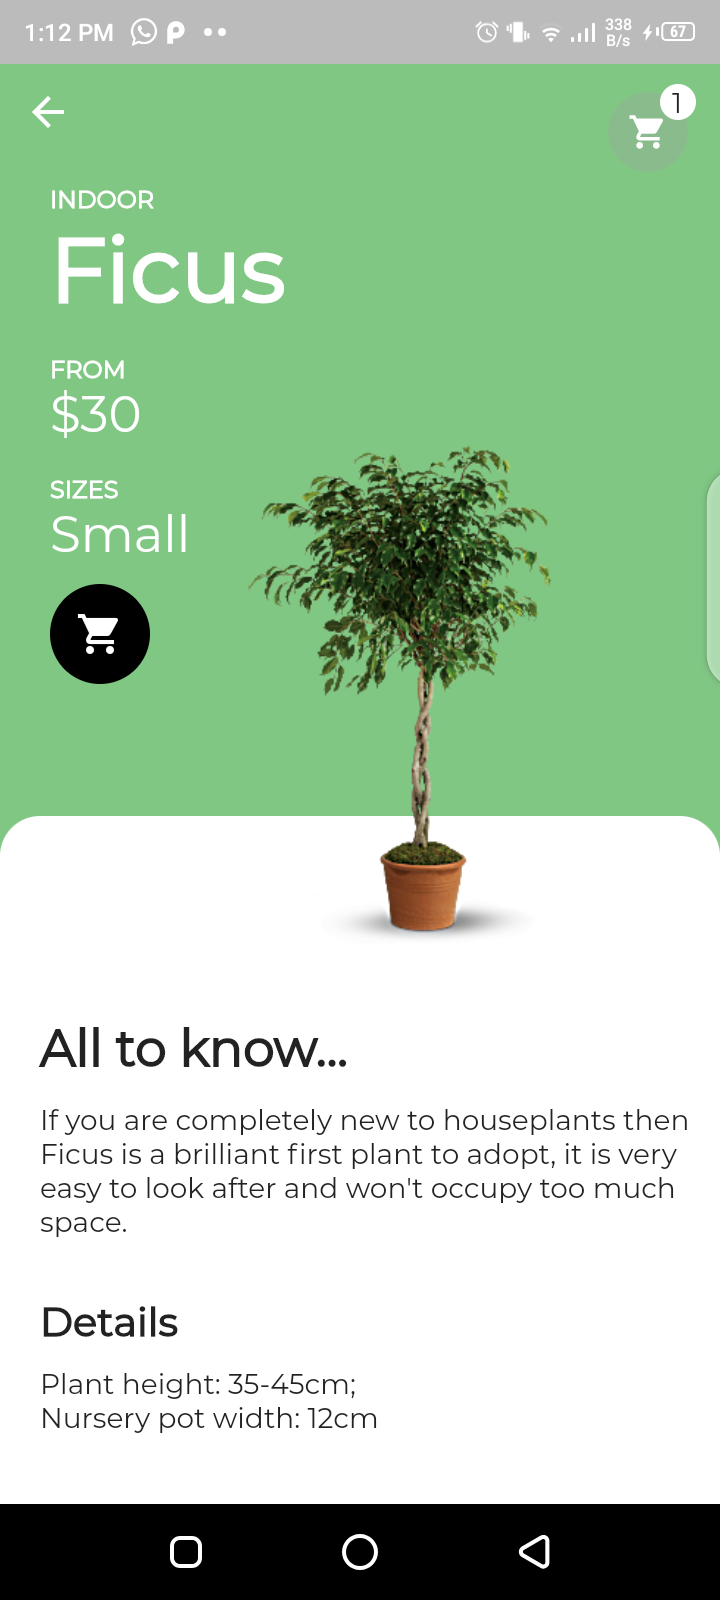 1:12 PM
338
B/s
67
1
INDOOR
Ficus
FROM
$30
SIZES
Small
All to know...
If you are completely new to houseplants then
Ficus is a brilliant first plant to adopt, it is very
easy to look after and won't occupy too much
space.
Details
Plant height: 35-45cm;
Nursery pot width: 12cm